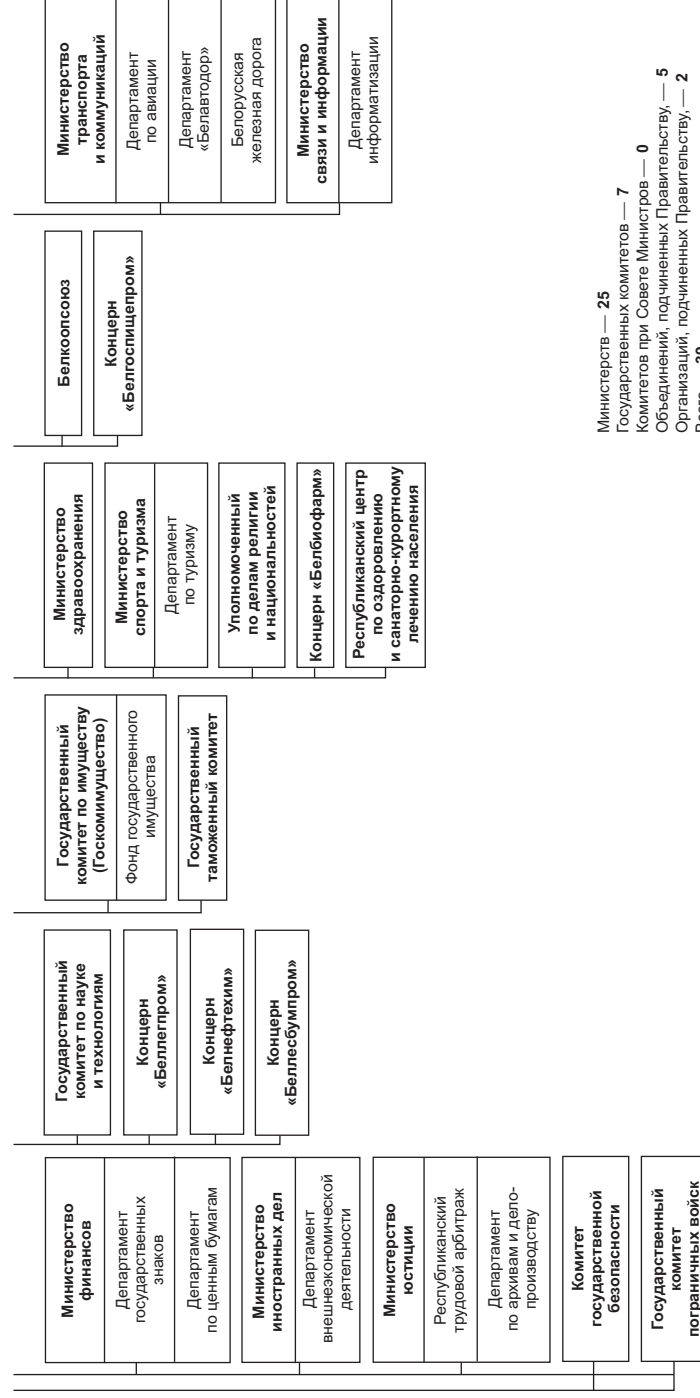 Министерство
финансов
Департамент
государственных
знаков
Департамент
по ценным бумагам
Министерство
иностранных дел
Департамент
внешнеэкономической
деятельности
Министерство
юстиции
Республиканский
трудовой арбитраж
Департамент
по архивам и дело-
производству
Комитет
государственной
безопасности
Государственный
комитет
пограничных войск
Государственный
комитет по науке
и технологиям
Концерн
«Беллегпром»
Концерн
«Белнефтехим»
Концерн
«Беллесбумпром»
Государственный
комитет по имуществу
(Госкомимущество)
Фонд государственного
имущества
Государственный
таможенный комитет
Министерство
здравоохранения
Министерство
спорта и туризма
Департамент
по туризму
Уполномоченный
по делам религии
и национальностей
Концерн «Белбиофарм»
Республиканский центр
по оздоровлению
и санаторно-курортному
лечению населения
Белкоопсоюз
Концерн
«Белгоспищепром»
Министерство
транспорта
и коммуникаций
Департамент
по авиации
Департамент
«Белавтодор»
Белорусская
железная дорога
Министерство
связи и информации
Департамент
информатизации
Министерств — 25
Государственных комитетов — 7
Комитетов при Совете Министров — 0
Объединений, подчиненных Правительству, — 5
Организаций, подчиненных Правительству, — 2